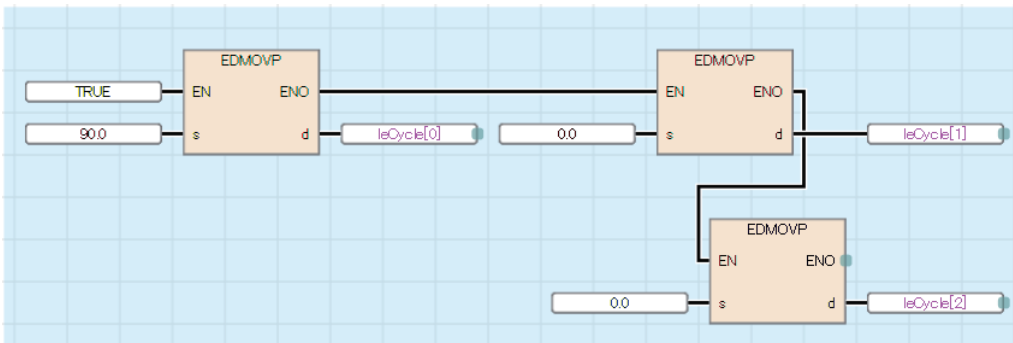 EDMOVP
EDMOVP
TRUE
EN
ENO
EN
ENO
90.0
s
d
leCycle[0]
0.0
s
d
leCycle[1]
EDMOVP
EN
ENO
0.0
s
d
leCycle[2]